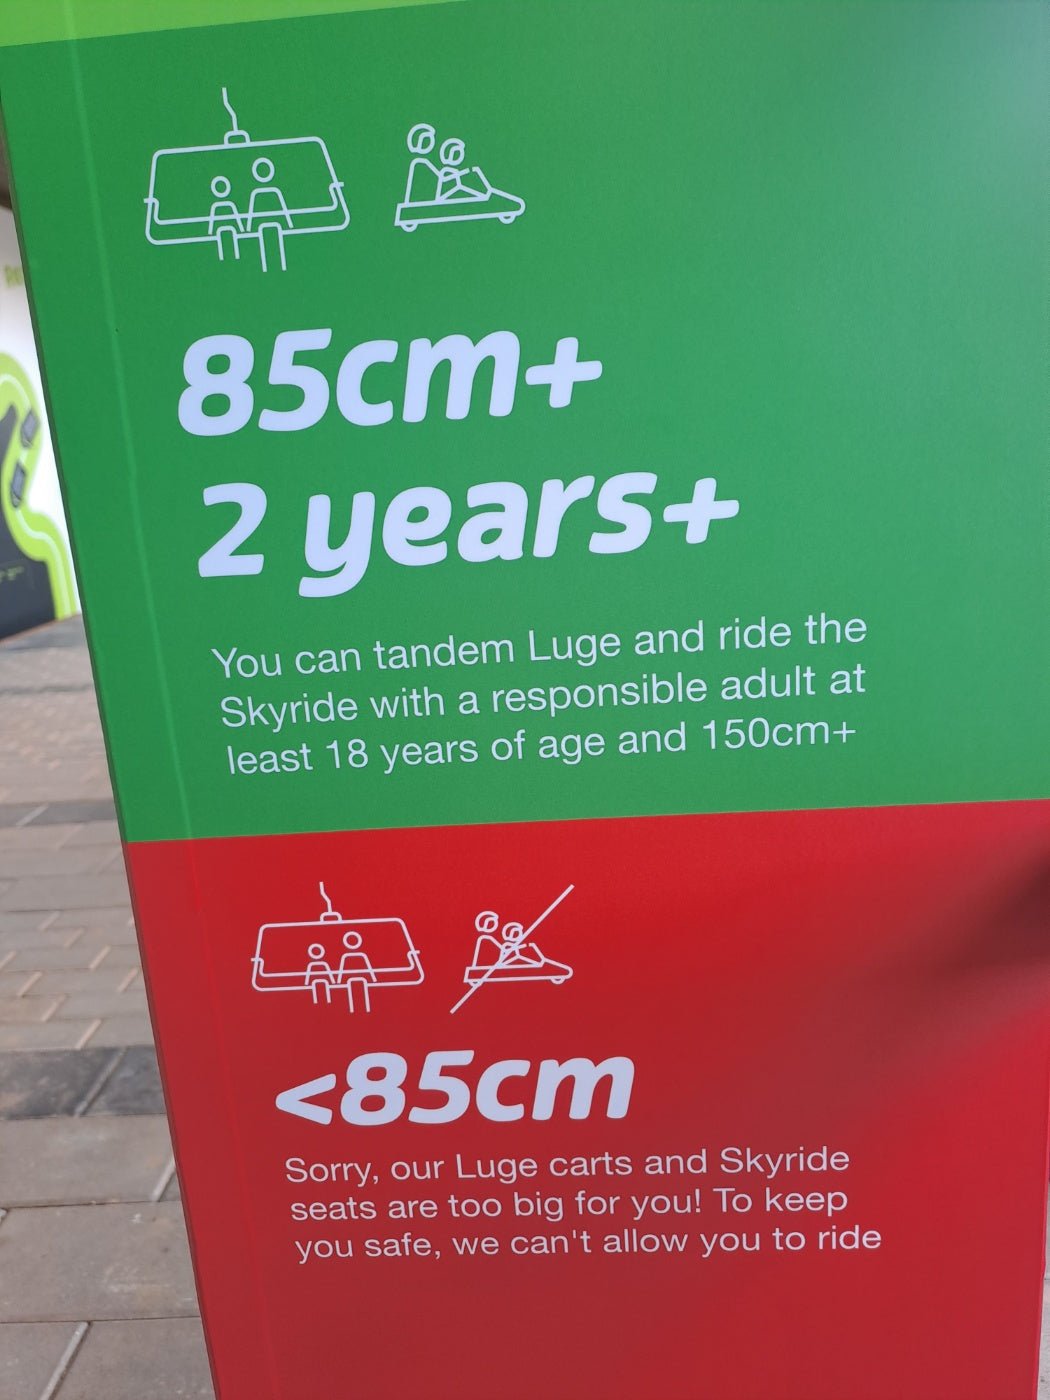 85cm+
2 years+
You can tandem Luge and ride the
Skyride with a responsible adult at
least 18 years of age and 150cm+
<85cm
Sorry, our Luge carts and Skyride
seats are too big for you! To keep
you safe, we can't allow you to ride